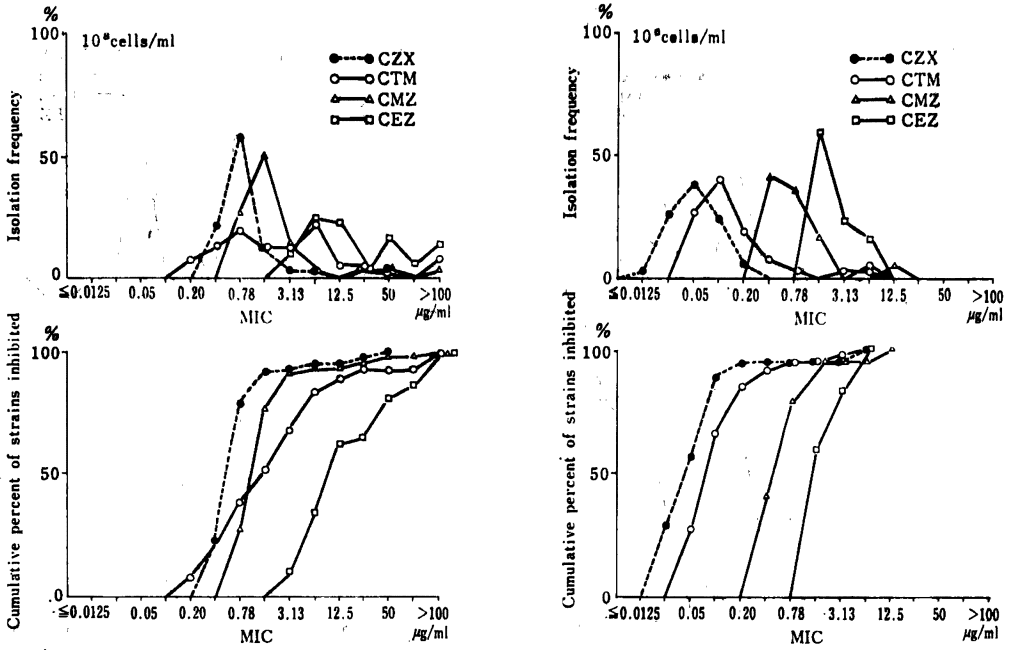 %
100
10⁸cells/ml
CZX
CTM
CMZ
CEZ
Isolation frequency
50
0
≦0.0125 0.05 0.20 0.78 3.13 12.5 50 >100
MIC
μg/ml
%
100
Cumulative percent of strains inhibited
50
0
≦0.0125 0.05 0.20 0.78 3.13 12.5 50 >100
MIC
μg/ml
%
100
10⁸cells/ml
CZX
CTM
CMZ
CEZ
Isolation frequency
50
0
≦0.0125 0.05 0.20 0.78 3.13 12.5 50 >100
MIC
μg/ml
%
100
Cumulative percent of strains inhibited
50
0
≦0.0125 0.05 0.20 0.78 3.13 12.5 50 >100
MIC
μg/ml